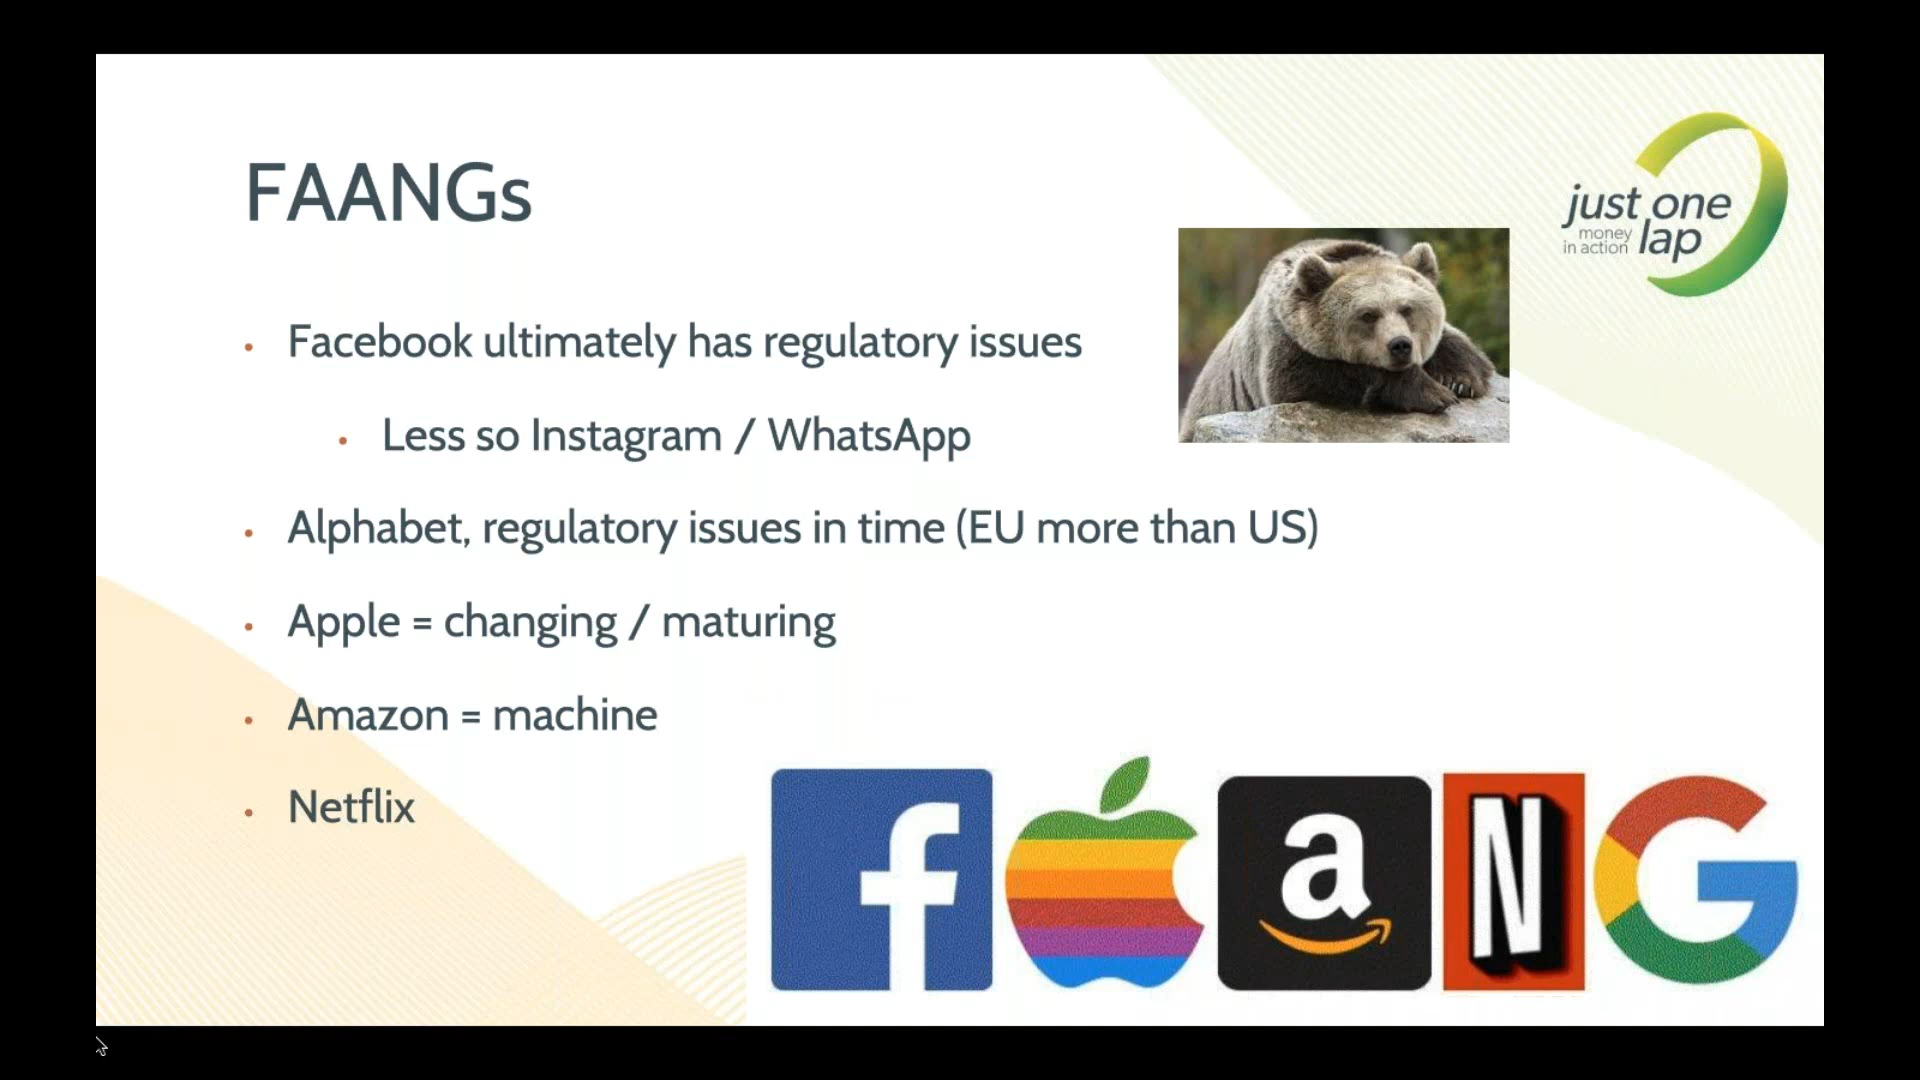 FAANGs
just one
money
in action
lap
Facebook ultimately has regulatory issues
Less so Instagram / WhatsApp
Alphabet, regulatory issues in time (EU more than US)
Apple = changing / maturing
Amazon = machine
Netflix
f
a
N
G